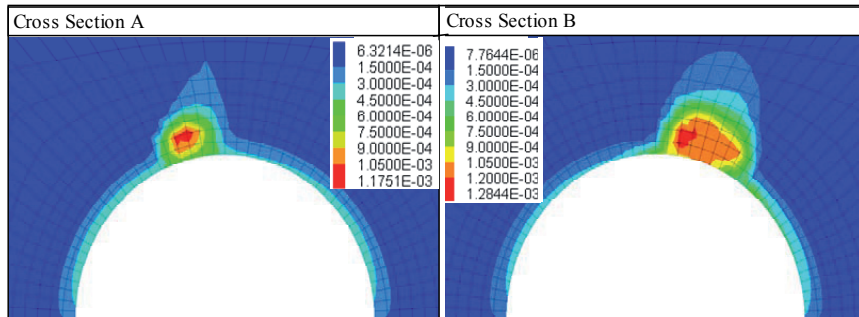 Cross Section A
6.3214E-06
1.5000E-04
3.0000E-04
4.5000E-04
6.0000E-04
7.5000E-04
9.0000E-04
1.0500E-03
1.1751E-03
Cross Section B
7.7644E-06
1.5000E-04
3.0000E-04
4.5000E-04
6.0000E-04
7.5000E-04
9.0000E-04
1.0500E-03
1.2000E-03
1.2844E-03